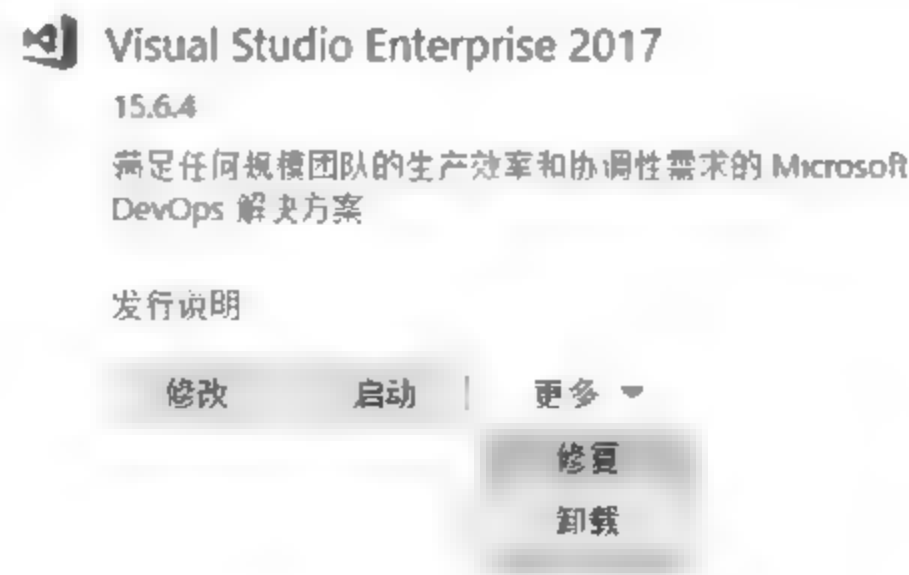 Visual Studio Enterprise 2017
15.6.4
满足任何规模团队的生产效率和协调性需求的 Microsoft
DevOps 解决方案
发行说明
修改 启动 | 更多
修复
卸载